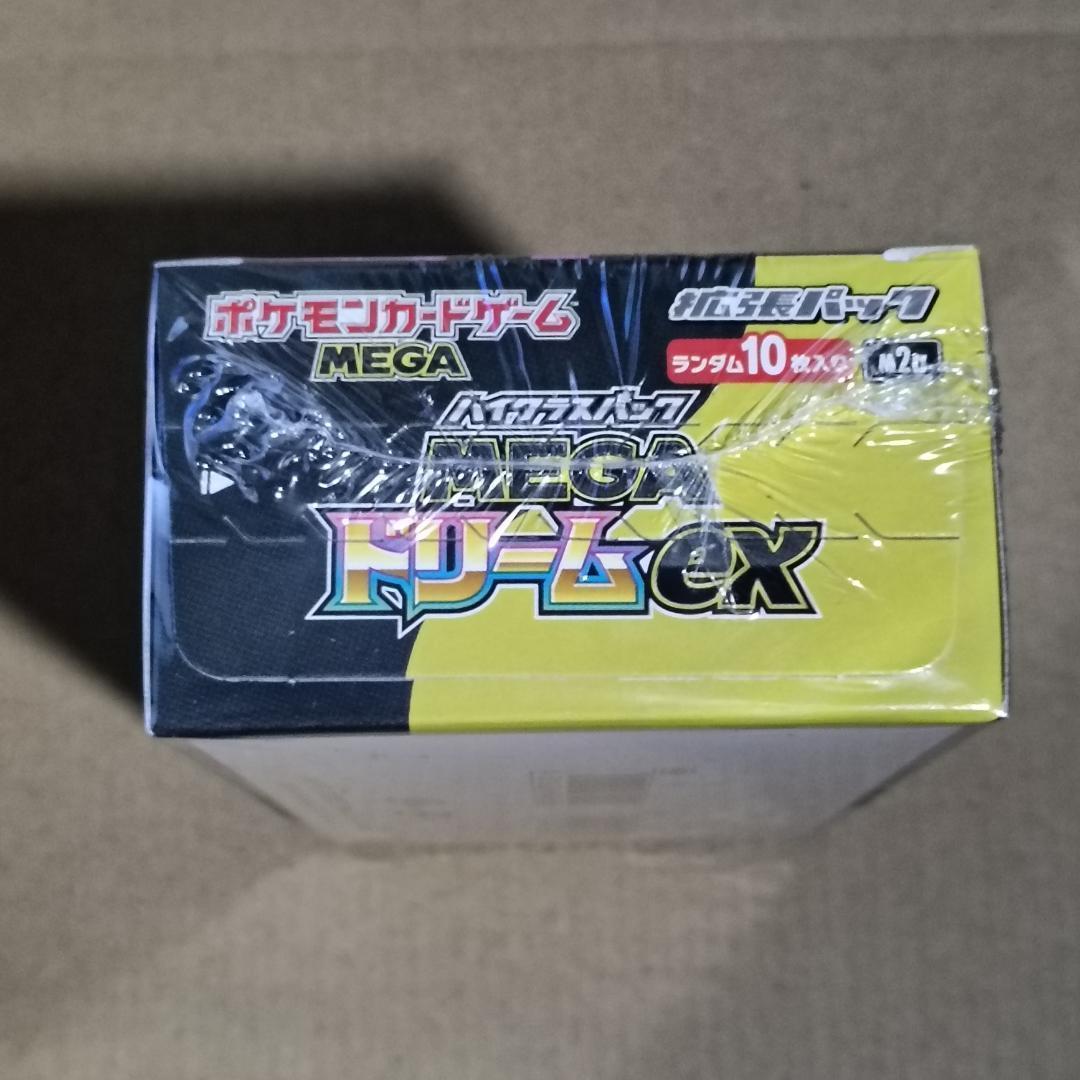 ポケモンカードゲーム
MEGA
拡張パック
ランダム10枚入り
ハイクラスパック
MEGA
ドリームex